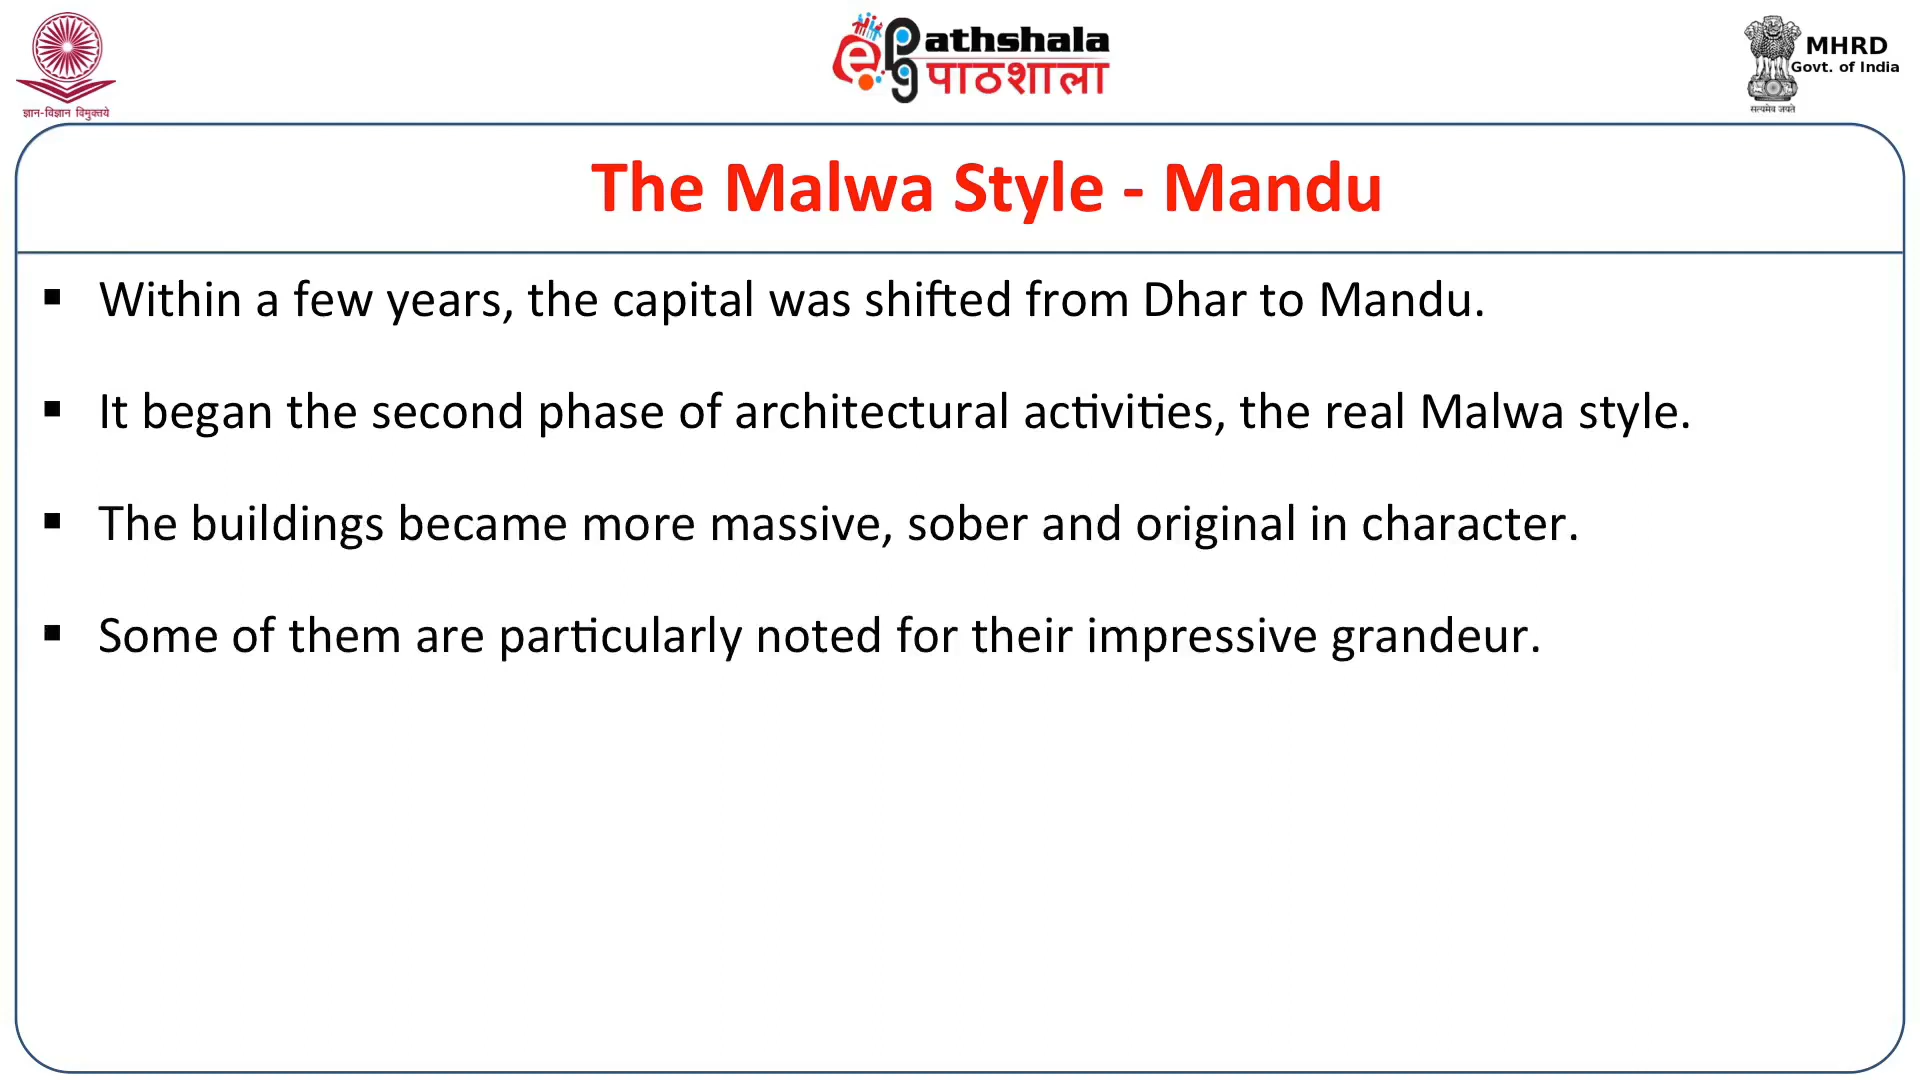 ज्ञान-विज्ञान विमुक्तये
ePG Pathshala
पाठशाला
MHRD
Govt. of India
सत्यमेव जयते
The Malwa Style - Mandu
▪ Within a few years, the capital was shifted from Dhar to Mandu.
▪ It began the second phase of architectural activities, the real Malwa style.
▪ The buildings became more massive, sober and original in character.
▪ Some of them are particularly noted for their impressive grandeur.